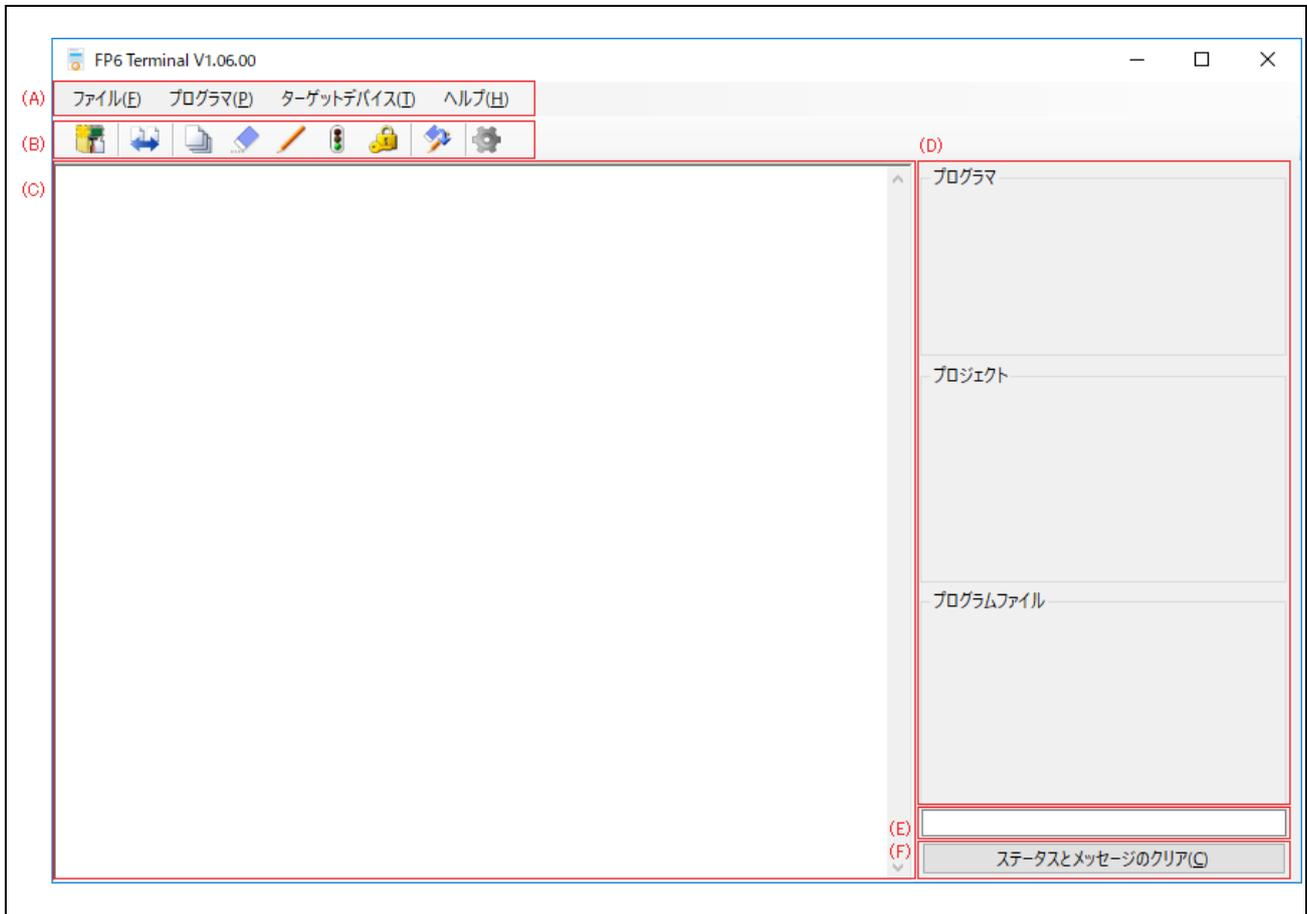 FP6 Terminal V1.06.00
(A)
ファイル(F) プログラマ(P) ターゲットデバイス(T) ヘルプ(H)
(B)
(D)
(C)
プログラマ
プロジェクト
プログラムファイル
(E)
(F)
ステータスとメッセージのクリア(C)